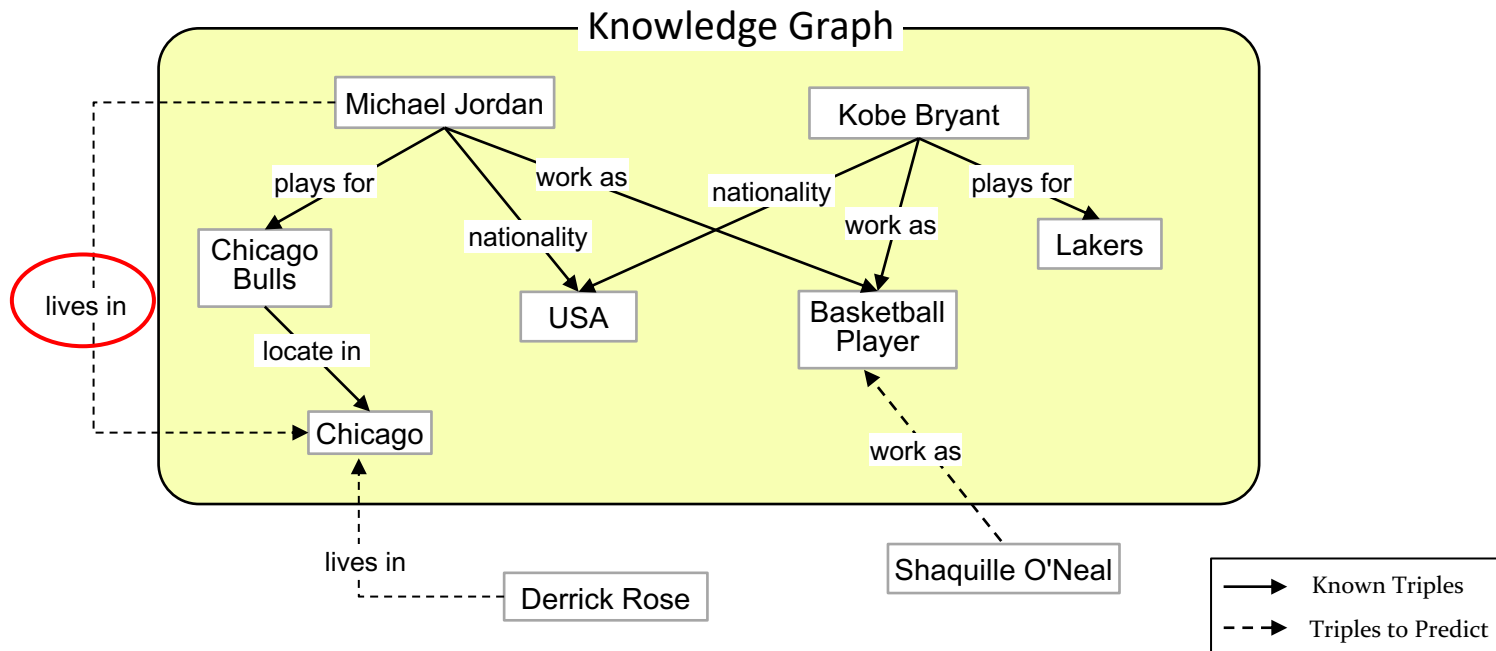 Knowledge Graph
Michael Jordan
Kobe Bryant
plays for
work as
nationality
plays for
nationality
work as
Chicago
Bulls
Lakers
lives in
USA
Basketball
Player
locate in
Chicago
work as
lives in
Shaquille O'Neal
Derrick Rose
Known Triples
Triples to Predict